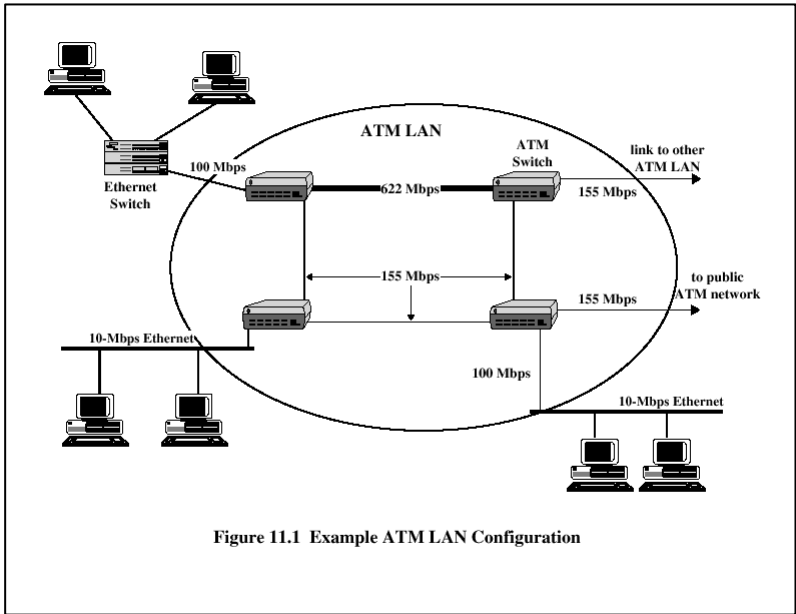 ATM LAN
ATM
Switch
link to other
ATM LAN
100 Mbps
622 Mbps
155 Mbps
Ethernet
Switch
155 Mbps
to public
ATM network
155 Mbps
10-Mbps Ethernet
100 Mbps
10-Mbps Ethernet
Figure 11.1 Example ATM LAN Configuration